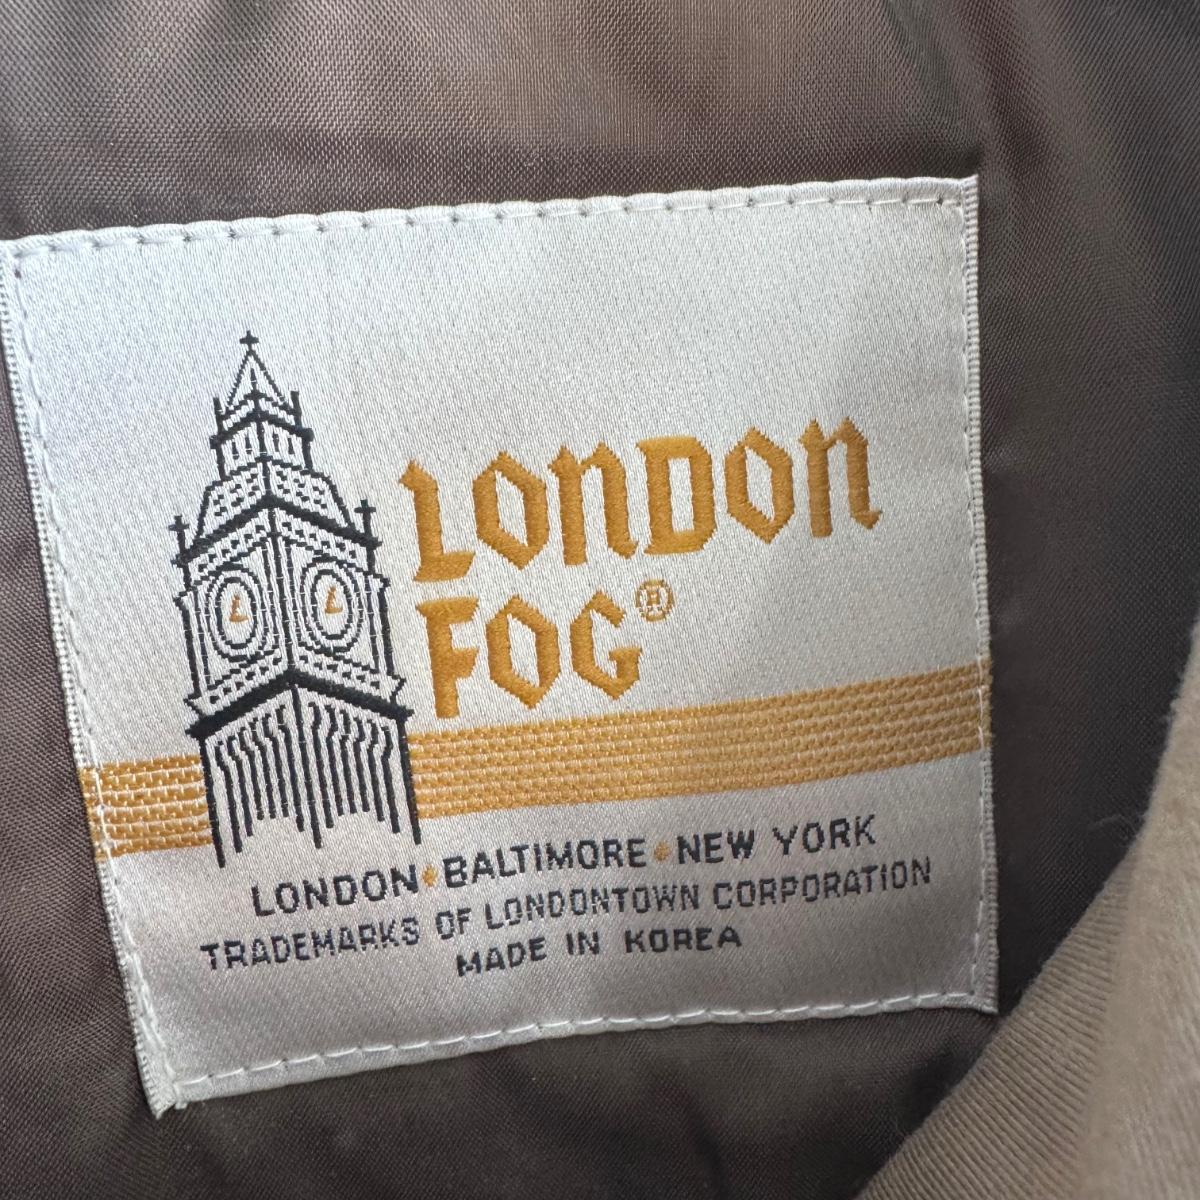 LONDON
FOG®
L L
LONDON•BALTIMORE•NEW YORK
TRADEMARKS OF LONDONTOWN CORPORATION
MADE IN KOREA